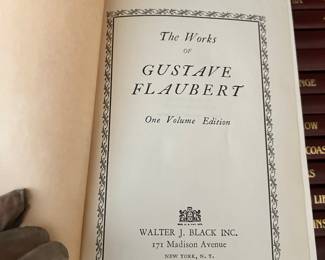 The Works
OF
GUSTAVE
FLAUBERT
One Volume Edition
WALTER J. BLACK INC.
171 Madison Avenue
NEW YORK, N. Y.